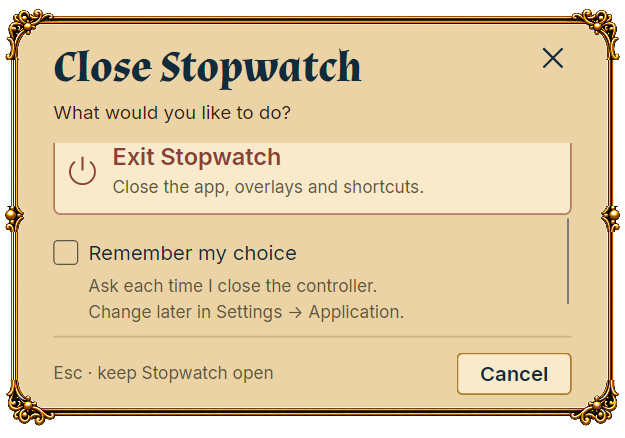 Close Stopwatch
What would you like to do?
Exit Stopwatch
Close the app, overlays and shortcuts.
Remember my choice
Ask each time I close the controller.
Change later in Settings → Application.
Esc · keep Stopwatch open
Cancel